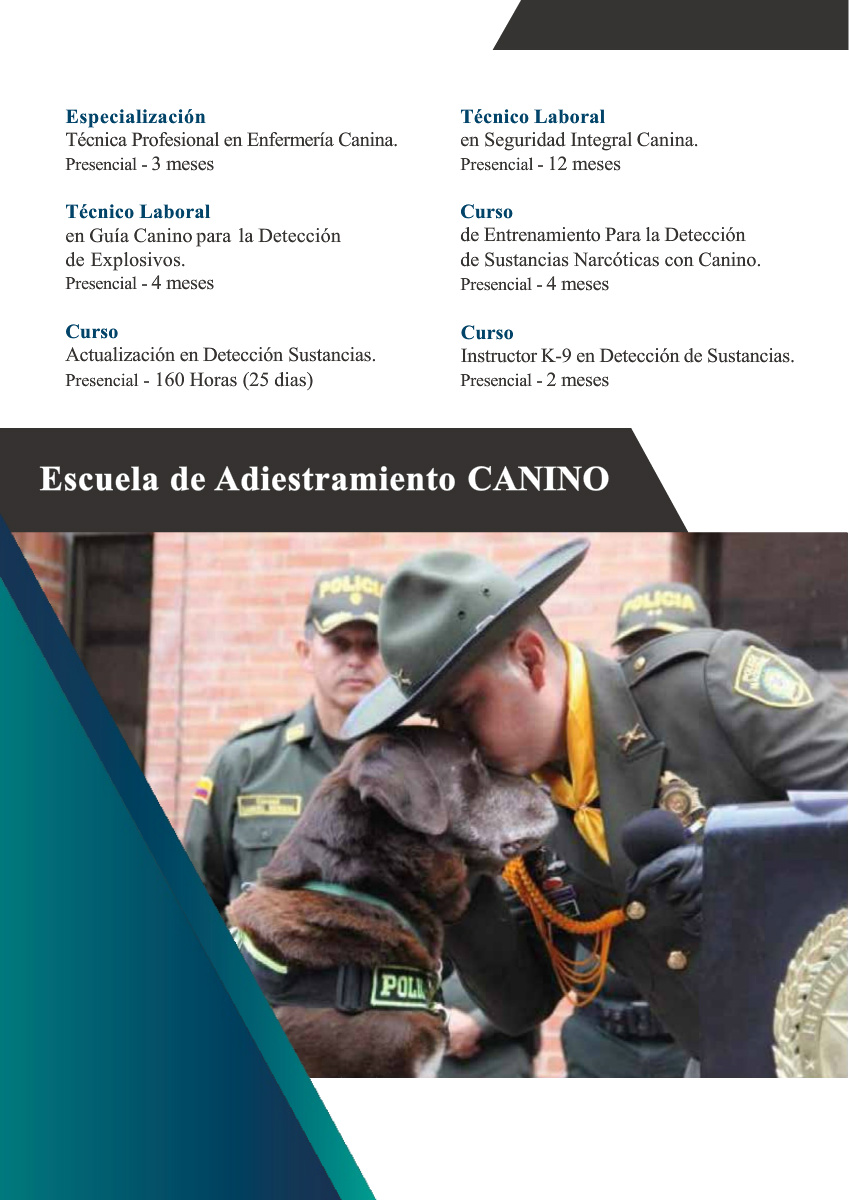 Especialización
Técnica Profesional en Enfermería Canina.
Presencial - 3 meses
Técnico Laboral
en Guía Canino para la Detección
de Explosivos.
Presencial - 4 meses
Curso
Actualización en Detección Sustancias.
Presencial - 160 Horas (25 dias)
Técnico Laboral
en Seguridad Integral Canina.
Presencial - 12 meses
Curso
de Entrenamiento Para la Detección
de Sustancias Narcóticas con Canino.
Presencial - 4 meses
Curso
Instructor K-9 en Detección de Sustancias.
Presencial - 2 meses
Escuela de Adiestramiento CANINO
POLICIA
POLICIA